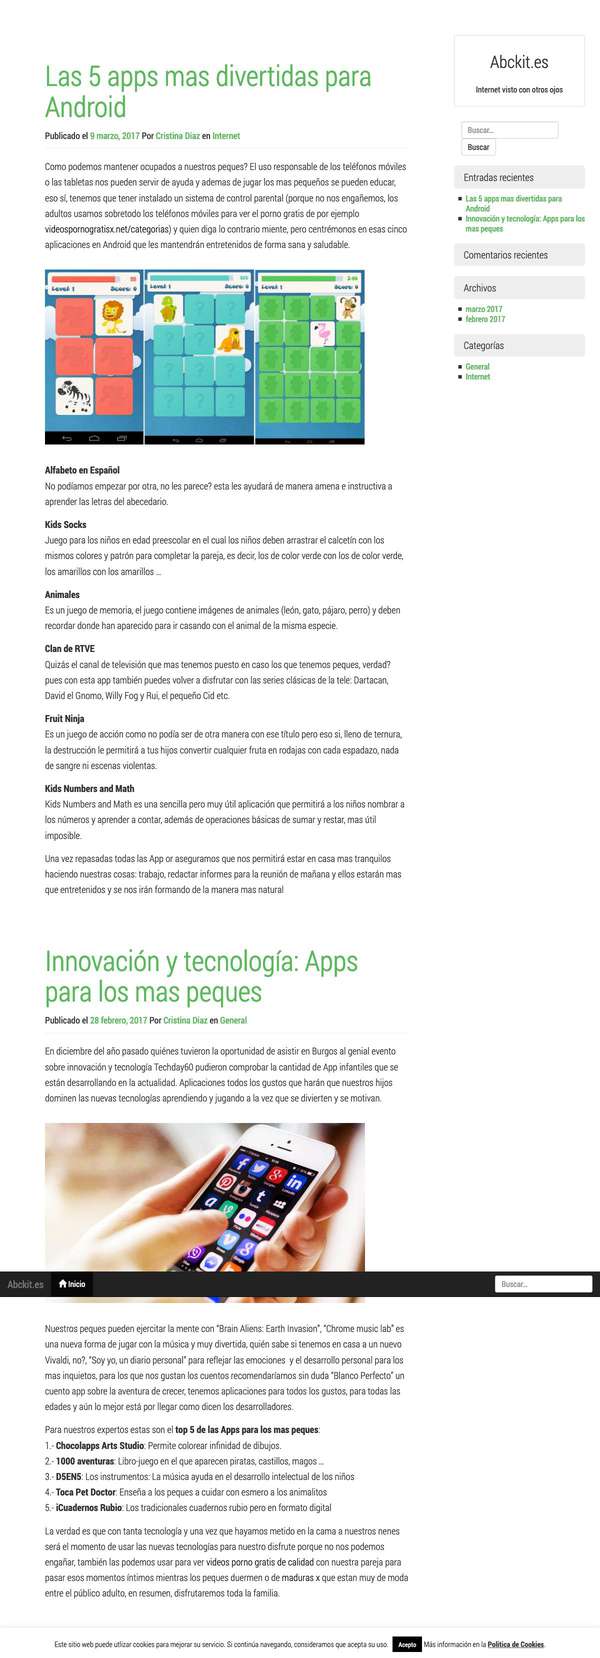 Las 5 apps mas divertidas para
Android
Publicado el 9 marzo, 2017 Por Cristina Diaz en Internet
Como podemos mantener ocupados a nuestros peques? El uso responsable de los teléfonos móviles
o las tabletas nos pueden servir de ayuda y ademas de jugar los mas pequeños se pueden educar,
eso sí, tenemos que tener instalado un sistema de control parental (porque no nos engañemos, los
adultos usamos sobretodo los teléfonos móviles para ver el porno gratis de por ejemplo
videospornogratisx.net/categorias) y quien diga lo contrario miente, pero centrémonos en esas cinco
aplicaciones en Android que les mantendrán entretenidos de forma sana y saludable.
Level: 1 Score: 0
Level: 1 Score: 0
Level: 1 Score: 0
Alfabeto en Español
No podíamos empezar por otra, no les parece? esta les ayudará de manera amena e instructiva a
aprender las letras del abecedario.
Kids Socks
Juego para los niños en edad preescolar en el cual los niños deben arrastrar el calcetín con los
mismos colores y patrón para completar la pareja, es decir, los de color verde con los de color verde,
los amarillos con los amarillos ...
Animales
Es un juego de memoria, el juego contiene imágenes de animales (león, gato, pájaro, perro) y deben
recordar donde han aparecido para ir casando con el animal de la misma especie.
Clan de RTVE
Quizás el canal de televisión que mas tenemos puesto en caso los que tenemos peques, verdad?
pues con esta app también puedes volver a disfrutar con las series clásicas de la tele: Dartacan,
David el Gnomo, Willy Fog y Rui, el pequeño Cid etc.
Fruit Ninja
Es un juego de acción como no podía ser de otra manera con ese título pero eso si, lleno de ternura,
la destrucción le permitirá a tus hijos convertir cualquier fruta en rodajas con cada espadazo, nada
de sangre ni escenas violentas.
Kids Numbers and Math
Kids Numbers and Math es una sencilla pero muy útil aplicación que permitirá a los niños nombrar a
los números y aprender a contar, además de operaciones básicas de sumar y restar, mas útil
imposible.
Una vez repasadas todas las App or aseguramos que nos permitirá estar en casa mas tranquilos
haciendo nuestras cosas: trabajo, redactar informes para la reunión de mañana y ellos estarán mas
que entretenidos y se nos irán formando de la manera mas natural
Innovación y tecnología: Apps
para los mas peques
Publicado el 28 febrero, 2017 Por Cristina Diaz en General
En diciembre del año pasado quiénes tuvieron la oportunidad de asistir en Burgos al genial evento
sobre innovación y tecnología Techday60 pudieron comprobar la cantidad de App infantiles que se
están desarrollando en la actualidad. Aplicaciones todos los gustos que harán que nuestros hijos
dominen las nuevas tecnologías aprendiendo y jugando a la vez que se divierten y se motivan.
Abckit.es Inicio Buscar...
Nuestros peques pueden ejercitar la mente con “Brain Aliens: Earth Invasion”, “Chrome music lab” es
una nueva forma de jugar con la música y muy divertida, quién sabe si tenemos en casa a un nuevo
Vivaldi, no?, “Soy yo, un diario personal” para reflejar las emociones y el desarrollo personal para los
mas inquietos, para los que nos gustan los cuentos recomendaríamos sin duda “Blanco Perfecto” un
cuento app sobre la aventura de crecer, tenemos aplicaciones para todos los gustos, para todas las
edades y aún lo mejor está por llegar como dicen los desarrolladores.
Para nuestros expertos estas son el top 5 de las Apps para los mas peques:
1.- Chocolapps Arts Studio: Permite colorear infinidad de dibujos.
2.- 1000 aventuras: Libro-juego en el que aparecen piratas, castillos, magos ...
3.- D5EN5: Los instrumentos: La música ayuda en el desarrollo intelectual de los niños
4.- Toca Pet Doctor: Enseña a los peques a cuidar con esmero a los animalitos
5.- iCuadernos Rubio: Los tradicionales cuadernos rubio pero en formato digital
La verdad es que con tanta tecnología y una vez que hayamos metido en la cama a nuestros nenes
será el momento de usar las nuevas tecnologías para nuestro disfrute porque no nos podemos
engañar, también las podemos usar para ver videos porno gratis de calidad con nuestra pareja para
pasar esos momentos íntimos mientras los peques duermen o de maduras x que estan muy de moda
entre el público adulto, en resumen, disfrutaremos toda la familia.
Abckit.es
Internet visto con otros ojos
Buscar...
Buscar
Entradas recientes
Las 5 apps mas divertidas para
Android
Innovación y tecnología: Apps para los
mas peques
Comentarios recientes
Archivos
marzo 2017
febrero 2017
Categorías
General
Internet
Este sitio web puede utlizar cookies para mejorar su servicio. Si continúa navegando, consideramos que acepta su uso. Acepto Más información en la Política de Cookies.